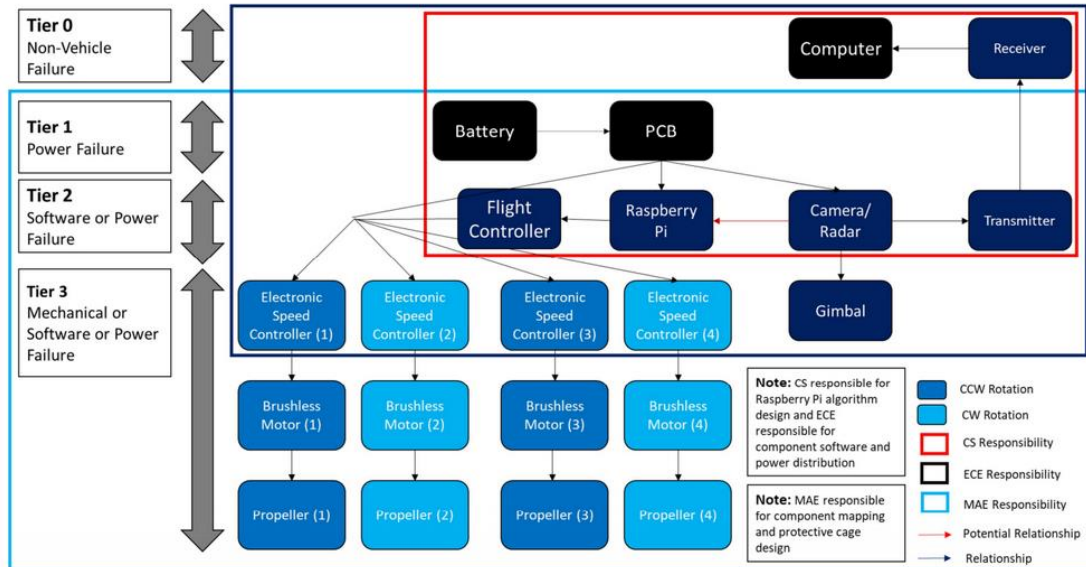 Tier 0
Non-Vehicle
Failure
Computer
Receiver
Tier 1
Power Failure
Battery
PCB
Tier 2
Software or Power
Failure
Flight
Controller
Raspberry
Pi
Camera/
Radar
Transmitter
Tier 3
Mechanical or
Software or Power
Failure
Electronic
Speed
Controller (1)
Electronic
Speed
Controller (2)
Electronic
Speed
Controller (3)
Electronic
Speed
Controller (4)
Gimbal
Brushless
Motor (1)
Brushless
Motor (2)
Brushless
Motor (3)
Brushless
Motor (4)
Propeller (1)
Propeller (2)
Propeller (3)
Propeller (4)
Note: CS responsible for
Raspberry Pi algorithm
design and ECE
responsible for
component software and
power distribution
Note: MAE responsible
for component mapping
and protective cage
design
CCW Rotation
CW Rotation
CS Responsibility
ECE Responsibility
MAE Responsibility
Potential Relationship
Relationship